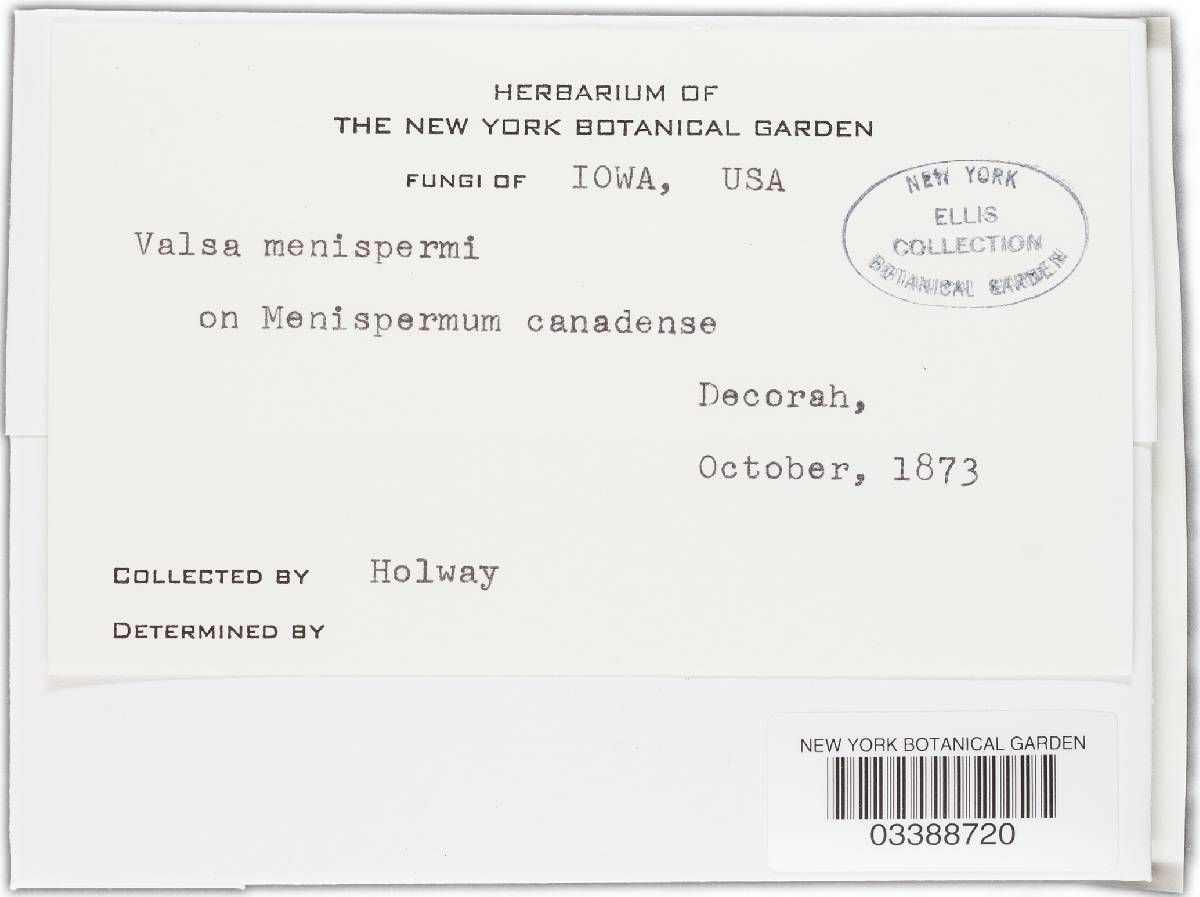 HERBARIUM OF
THE NEW YORK BOTANICAL GARDEN
FUNGI OF IOWA, USA
NEW YORK
ELLIS
COLLECTION
BOTANICAL GARDEN
Valsa menispermi
on Menispermum canadense
Decorah,
October, 1873
COLLECTED BY Holway
DETERMINED BY
NEW YORK BOTANICAL GARDEN
03388720